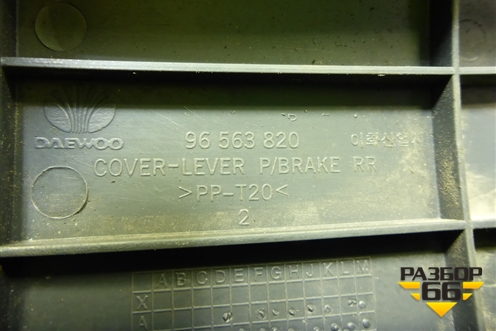 DAEWOO
96 563 820
COVER-LEVER P/BRAKE RR
>PP-T20<
2
A B C D E F G H I J K L M
X
A
РАЗБОР
66